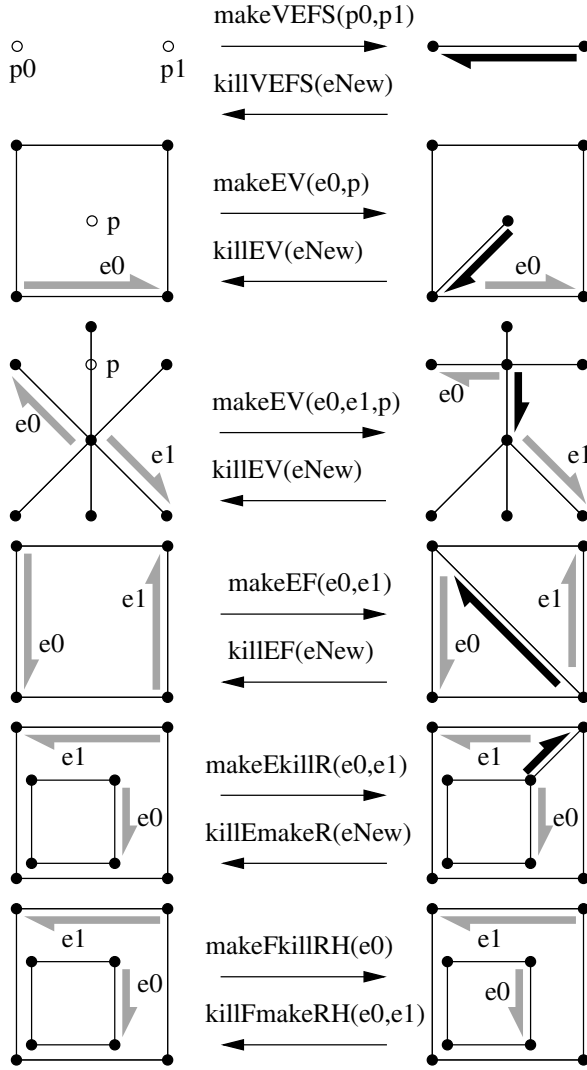 makeVEFS(p0,p1)
p0
p1
killVEFS(eNew)
makeEV(e0,p)
p
killEV(eNew)
e0
e0
p
e0
makeEV(e0,e1,p)
e0
e1
killEV(eNew)
e1
makeEF(e0,e1)
e1
e1
e0
killEF(eNew)
e0
e1
makeEkillR(e0,e1)
e1
e0
killEmakeR(eNew)
e0
e1
makeFkillRH(e0)
e1
e0
e0
killFmakeRH(e0,e1)